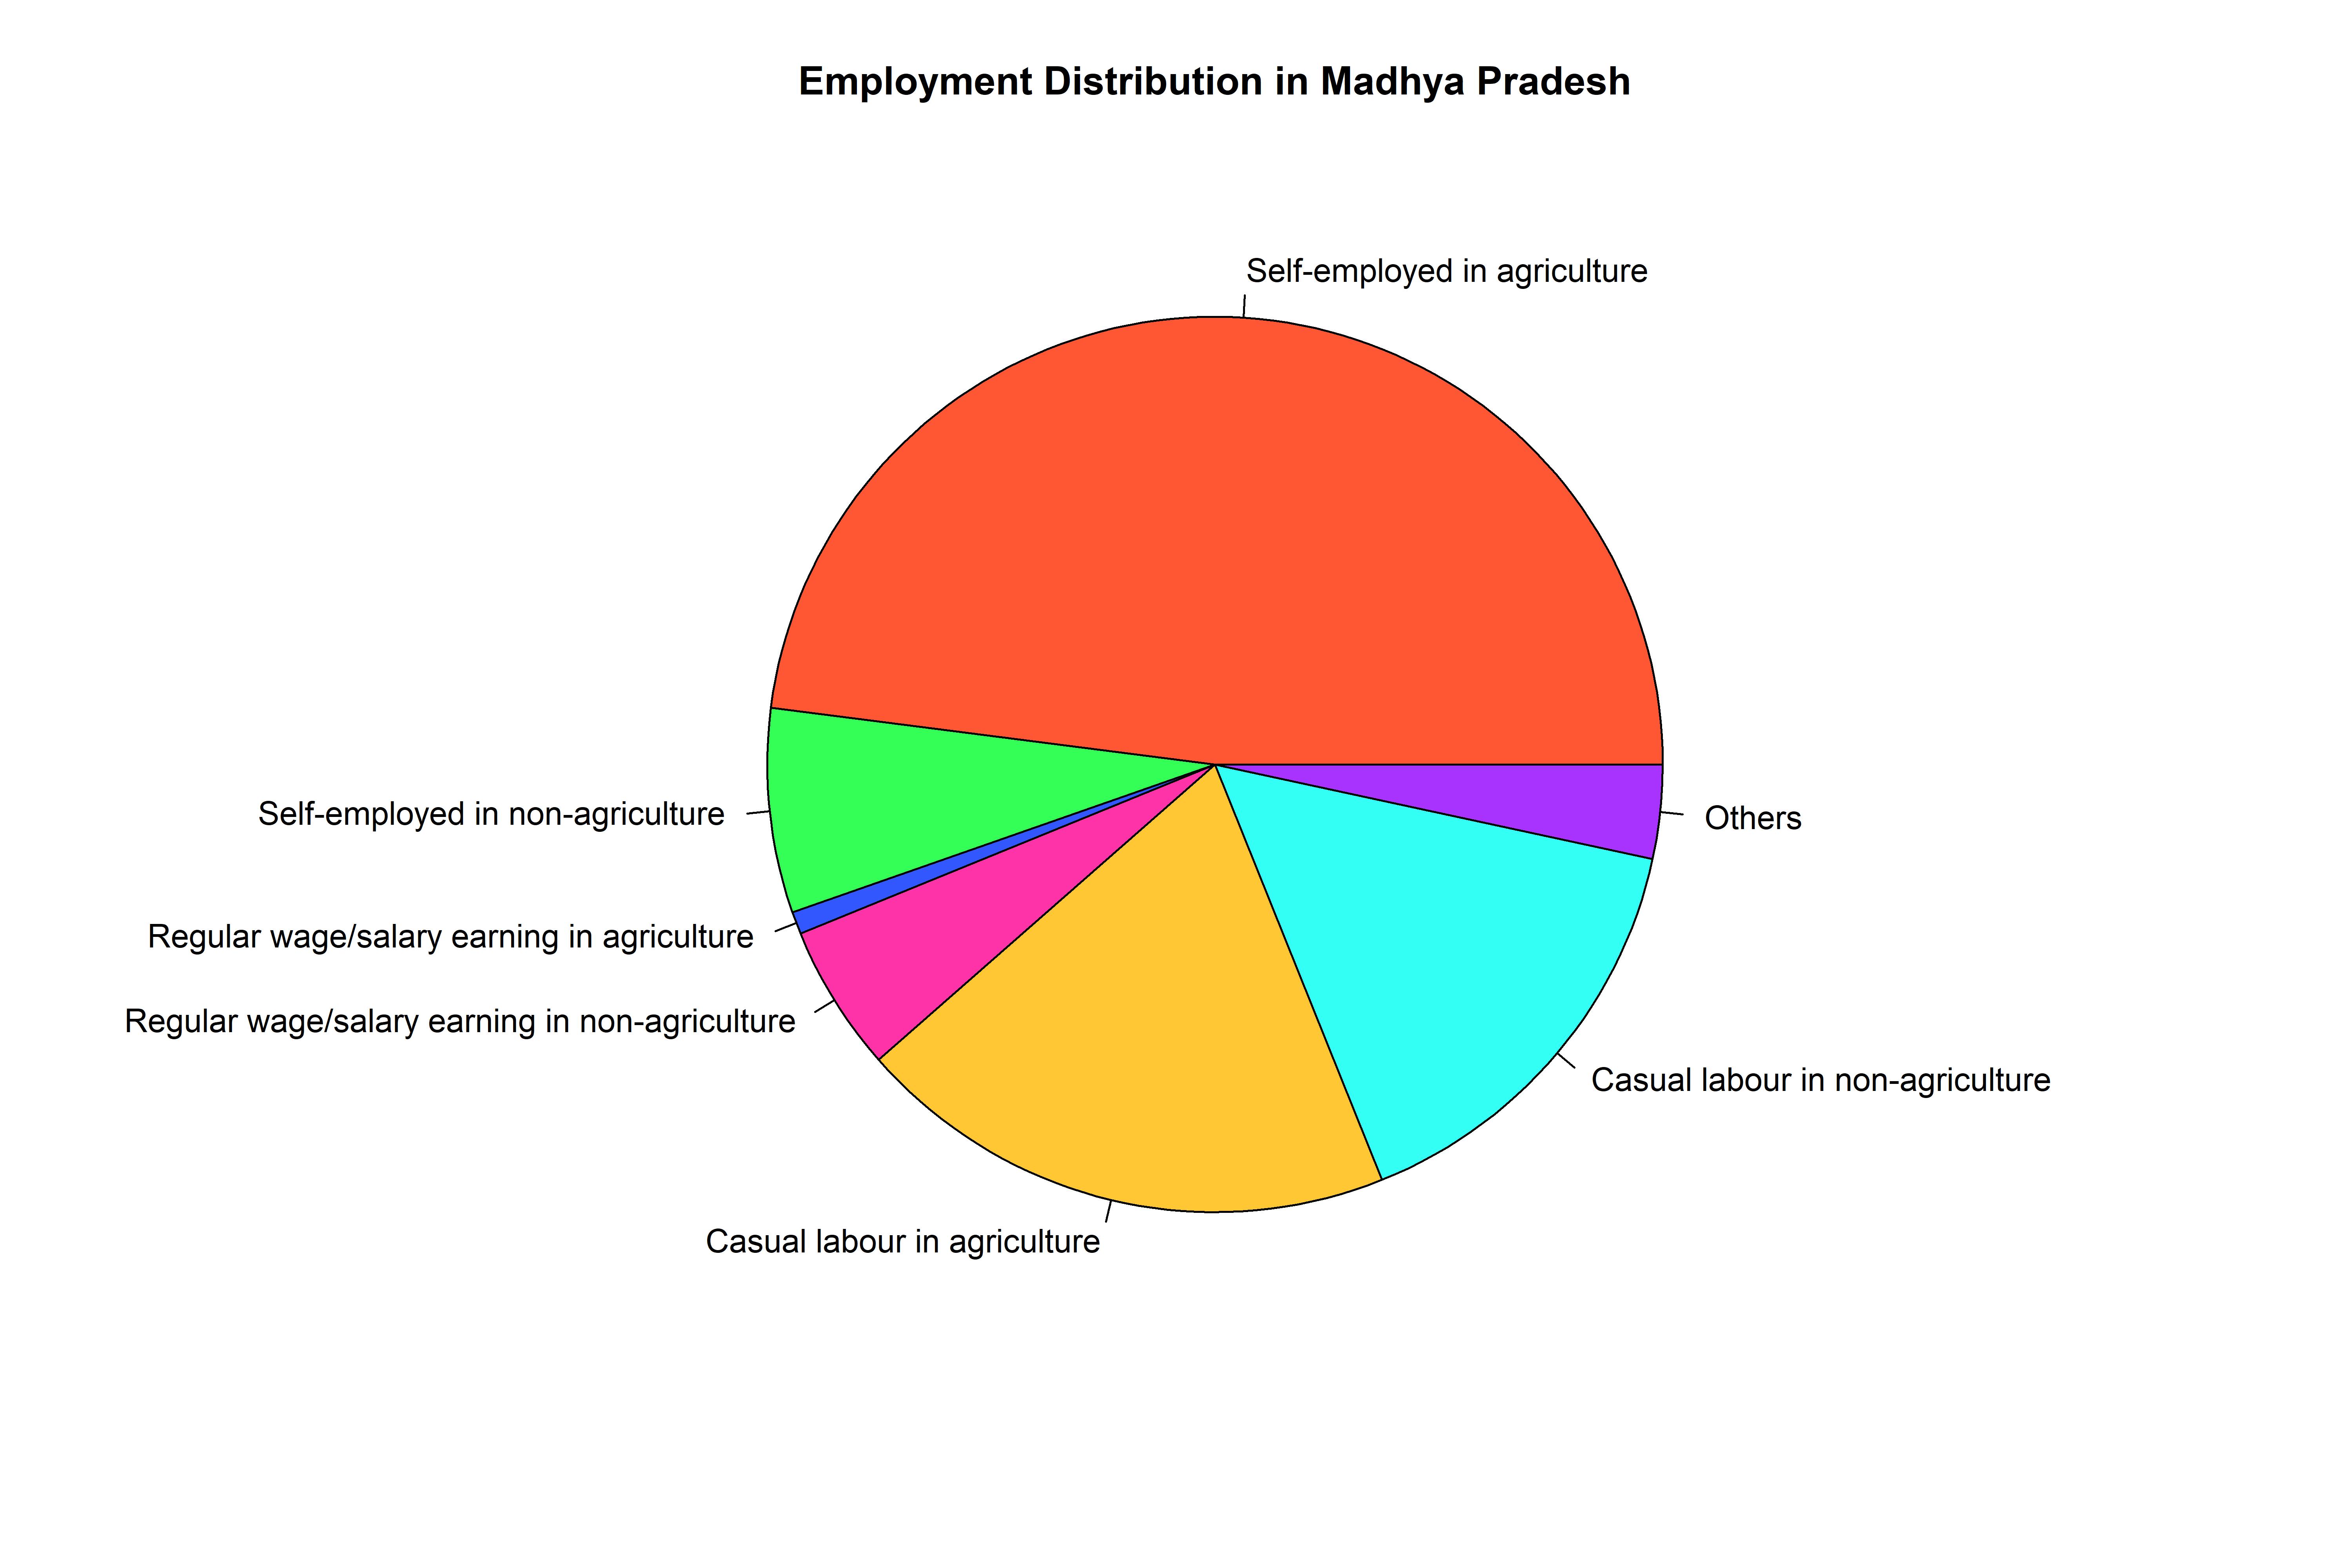 Employment Distribution in Madhya Pradesh
Self-employed in agriculture
Self-employed in non-agriculture
Others
Regular wage/salary earning in agriculture
Regular wage/salary earning in non-agriculture
Casual labour in non-agriculture
Casual labour in agriculture